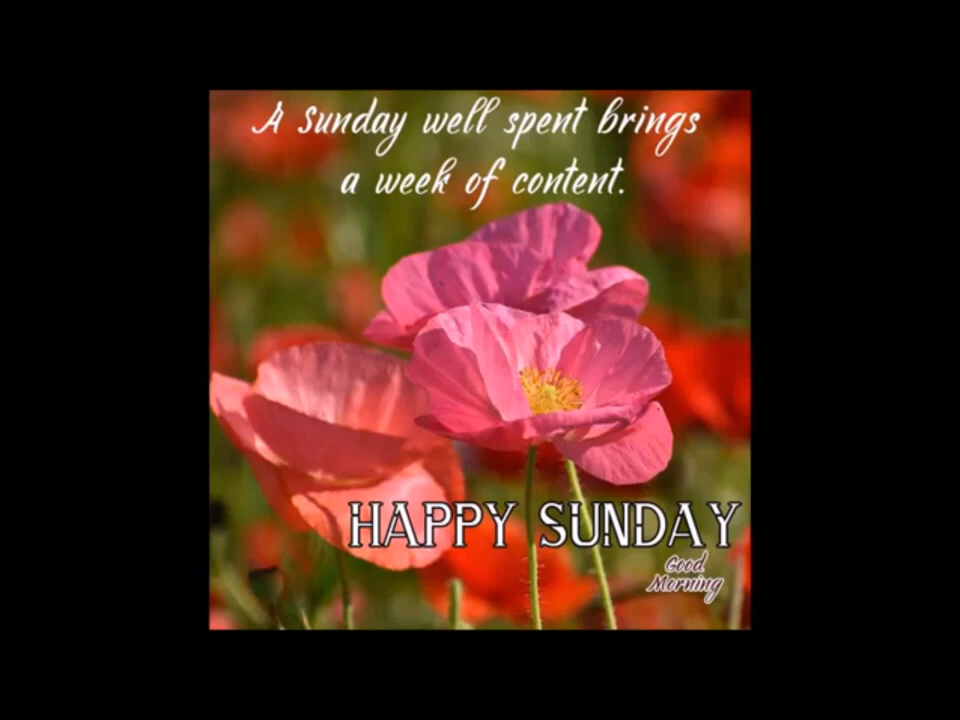 A Sunday well spent brings
a week of content.
HAPPY SUNDAY
Good
Morning